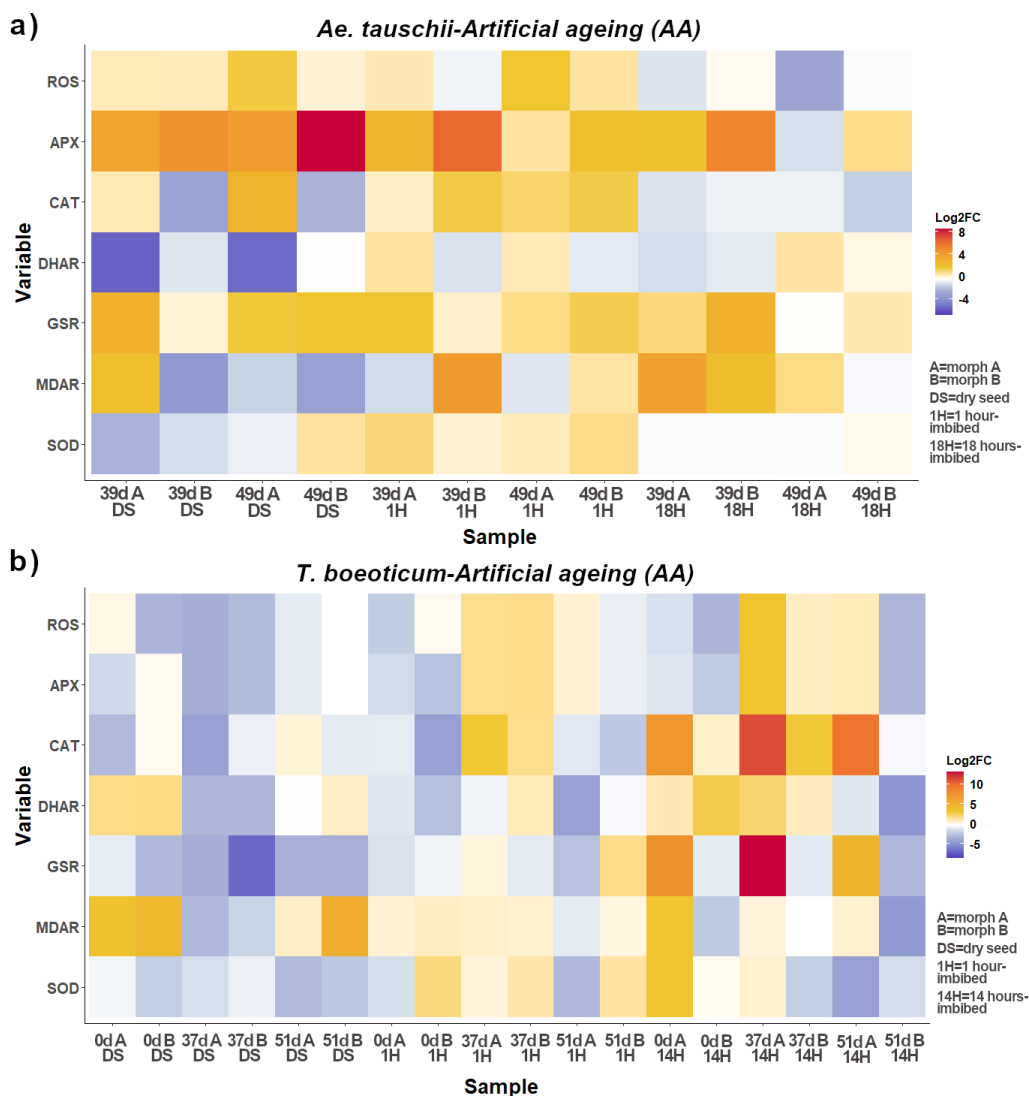 a)
Ae. tauschii-Artificial ageing (AA)
Variable
ROS
APX
CAT
DHAR
GSR
MDAR
SOD
39d A 39d B 49d A 49d B 39d A 39d B 49d A 49d B 39d A 39d B 49d A 49d B
DS DS DS DS 1H 1H 1H 1H 18H 18H 18H 18H
Sample
Log2FC
8
4
0
-4
A=morph A
B=morph B
DS=dry seed
1H=1 hour-
imbibed
18H=18 hours-
imbibed
b)
T. boeoticum-Artificial ageing (AA)
Variable
ROS
APX
CAT
DHAR
GSR
MDAR
SOD
0d A 0d B 37d A 37d B 51d A 51d B 0d A 0d B 37d A 37d B 51d A 51d B 0d A 0d B 37d A 37d B 51d A 51d B
DS DS DS DS DS DS 1H 1H 1H 1H 1H 1H 14H 14H 14H 14H 14H 14H
Sample
Log2FC
10
5
0
-5
A=morph A
B=morph B
DS=dry seed
1H=1 hour-
imbibed
14H=14 hours-
imbibed